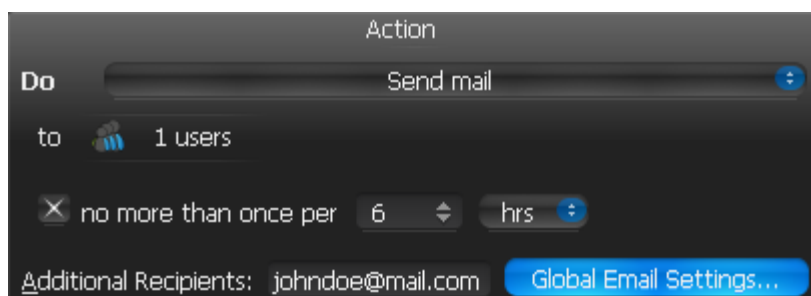 Action
Do Send mail
to 1 users
no more than once per 6 hrs
Additional Recipients: johndoe@mail.com Global Email Settings...